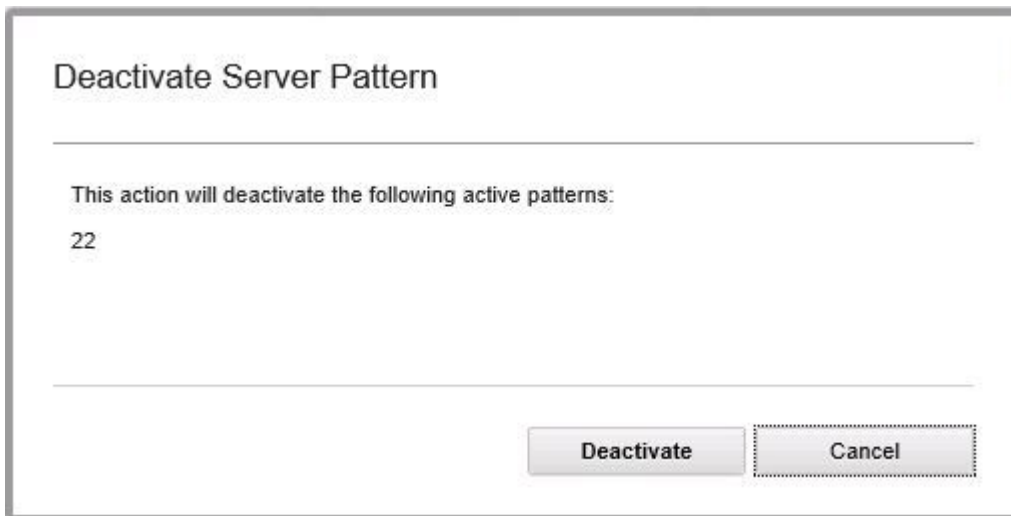 Deactivate Server Pattern
This action will deactivate the following active patterns:
22
Deactivate Cancel